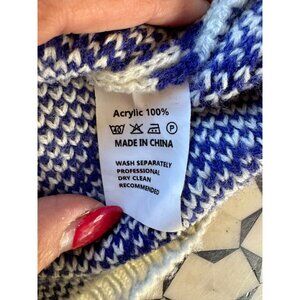 Acrylic 100%
MADE IN CHINA
WASH SEPARATELY
PROFESSIONAL
DRY CLEAN
RECOMMENDED